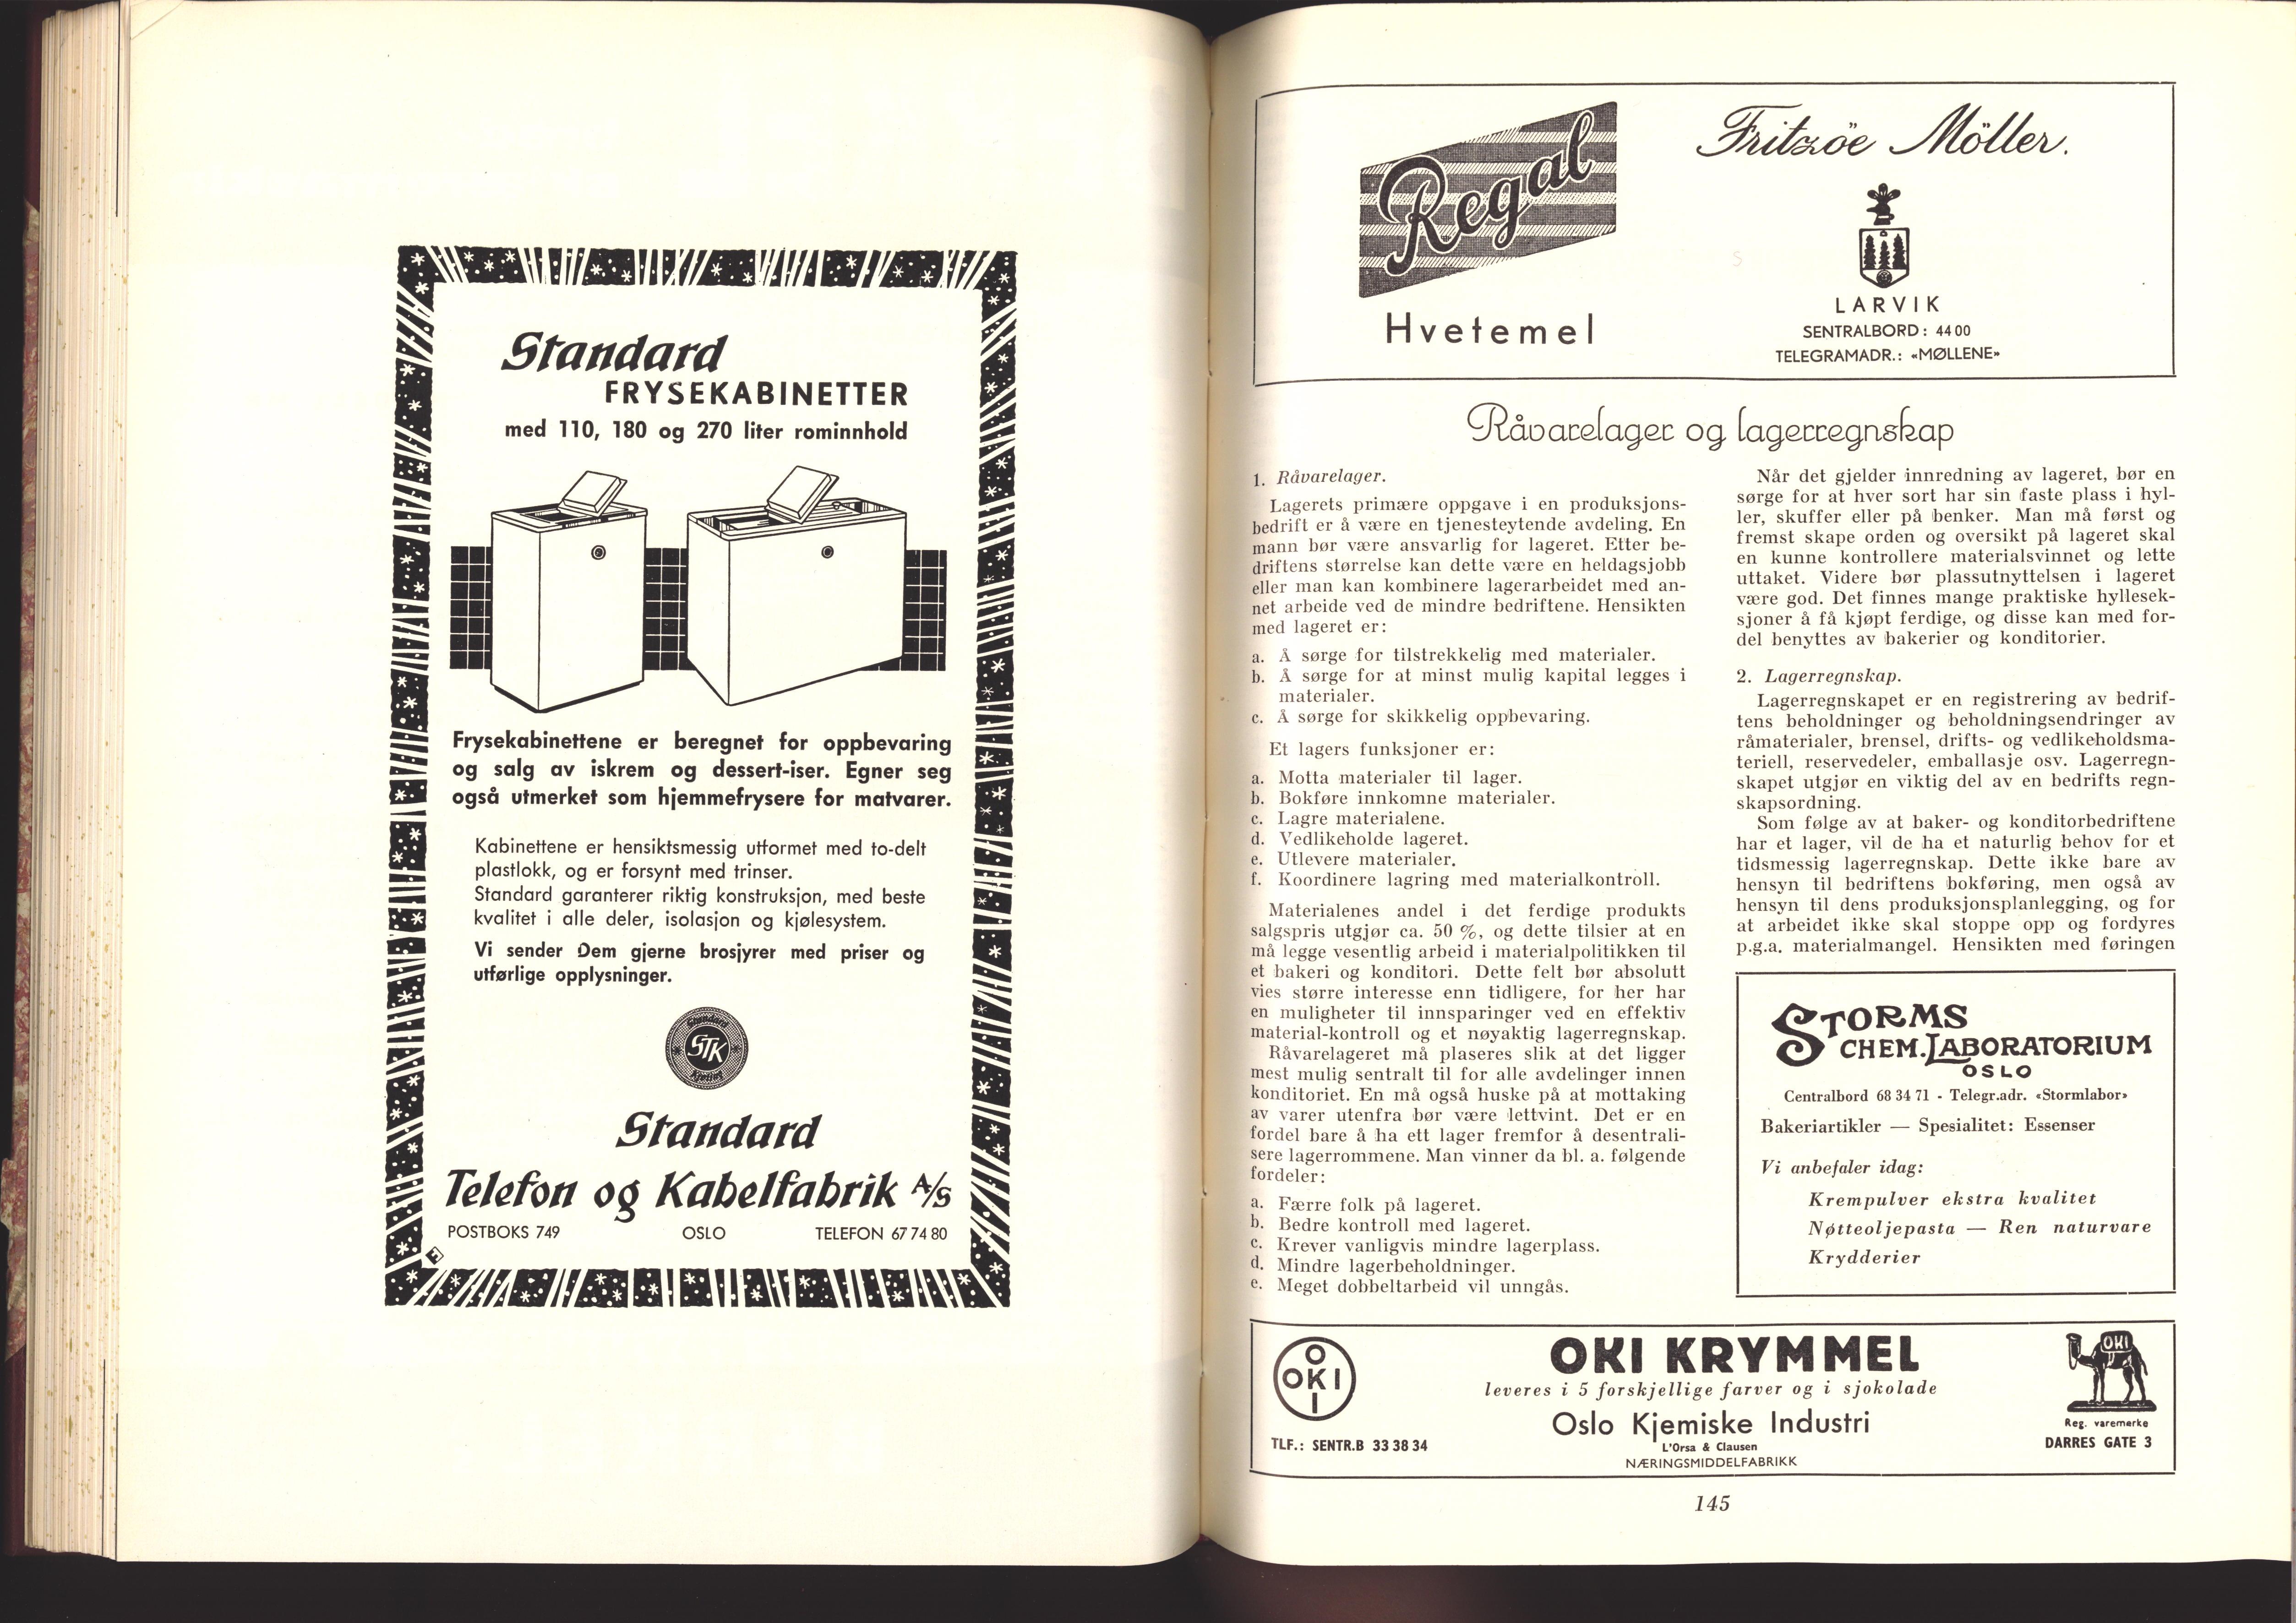 Standard
FRYSEKABINETTER
med 110, 180 og 270 liter rominnhold
Frysekabinettene er beregnet for oppbevaring
og salg av iskrem og dessert-iser. Egner seg
også utmerket som hjemmefrysere for matvarer.
Kabinettene er hensiktsmessig utformet med to-delt
plastlokk, og er forsynt med trinser.
Standard garanterer riktig konstruksjon, med beste
kvalitet i alle deler, isolasjon og kjølesystem.
Vi sender Dem gjerne brosjyrer med priser og
utførlige opplysninger.
Standard
STK
Standard
Telefon og Kabelfabrik A/S
POSTBOKS 749 OSLO TELEFON 67 74 80
Regal
Hvetemel
Fritzöe Möller.
LARVIK
SENTRALBORD: 4400
TELEGRAMADR.: «MØLLENE»
Råvarelager og lagerregnskap
1. Råvarelager.
Lagerets primære oppgave i en produksjons-
bedrift er å være en tjenesteytende avdeling. En
mann bør være ansvarlig for lageret. Etter be-
driftens størrelse kan dette være en heldagsjobb
eller man kan kombinere lagerarbeidet med an-
net arbeide ved de mindre bedriftene. Hensikten
med lageret er:
a. Å sørge for tilstrekkelig med materialer.
b. Å sørge for at minst mulig kapital legges i
materialer.
c. Å sørge for skikkelig oppbevaring.
Et lagers funksjoner er:
a. Motta materialer til lager.
b. Bokføre innkomne materialer.
c. Lagre materialene.
d. Vedlikeholde lageret.
e. Utlevere materialer.
f. Koordinere lagring med materialkontroll.
Materialenes andel i det ferdige produkts
salgspris utgjør ca. 50 %, og dette tilsier at en
må legge vesentlig arbeid i materialpolitikken til
et bakeri og konditori. Dette felt bør absolutt
vies større interesse enn tidligere, for her har
en muligheter til innsparinger ved en effektiv
material-kontroll og et nøyaktig lagerregnskap.
Råvarelageret må plaseres slik at det ligger
mest mulig sentralt til for alle avdelinger innen
konditoriet. En må også huske på at mottaking
av varer utenfra bør være lettvint. Det er en
fordel bare å ha ett lager fremfor å desentrali-
sere lagerrommene. Man vinner da bl. a. følgende
fordeler:
a. Færre folk på lageret.
b. Bedre kontroll med lageret.
c. Krever vanligvis mindre lagerplass.
d. Mindre lagerbeholdninger.
e. Meget dobbeltarbeid vil unngås.
Når det gjelder innredning av lageret, bør en
sørge for at hver sort har sin faste plass i hyl-
ler, skuffer eller på benker. Man må først og
fremst skape orden og oversikt på lageret skal
en kunne kontrollere materialsvinnet og lette
uttaket. Videre bør plassutnyttelsen i lageret
være god. Det finnes mange praktiske hyllesek-
sjoner å få kjøpt ferdige, og disse kan med for-
del benyttes av bakerier og konditorier.
2. Lagerregnskap.
Lagerregnskapet er en registrering av bedrif-
tens beholdninger og beholdningsendringer av
råmaterialer, brensel, drifts- og vedlikeholdsma-
teriell, reservedeler, emballasje osv. Lagerregn-
skapet utgjør en viktig del av en bedrifts regn-
skapsordning.
Som følge av at baker- og konditorbedriftene
har et lager, vil de ha et naturlig behov for et
tidsmessig lagerregnskap. Dette ikke bare av
hensyn til bedriftens bokføring, men også av
hensyn til dens produksjonsplanlegging, og for
at arbeidet ikke skal stoppe opp og fordyres
p.g.a. materialmangel. Hensikten med føringen
STORMS
CHEM. LABORATORIUM
OSLO
Centralbord 68 34 71 - Telegr.adr. «Stormlabor»
Bakeriartikler — Spesialitet: Essenser
Vi anbefaler idag:
Krempulver ekstra kvalitet
Nøtteoljepasta — Ren naturvare
Krydderier
O
OKI
I
TLF.: SENTR.B 33 38 34
OKI KRYMMEL
leveres i 5 forskjellige farver og i sjokolade
Oslo Kjemiske Industri
L'Orsa & Clausen
NÆRINGSMIDDELFABRIKK
OKI
Reg. varemerke
DARRES GATE 3
145